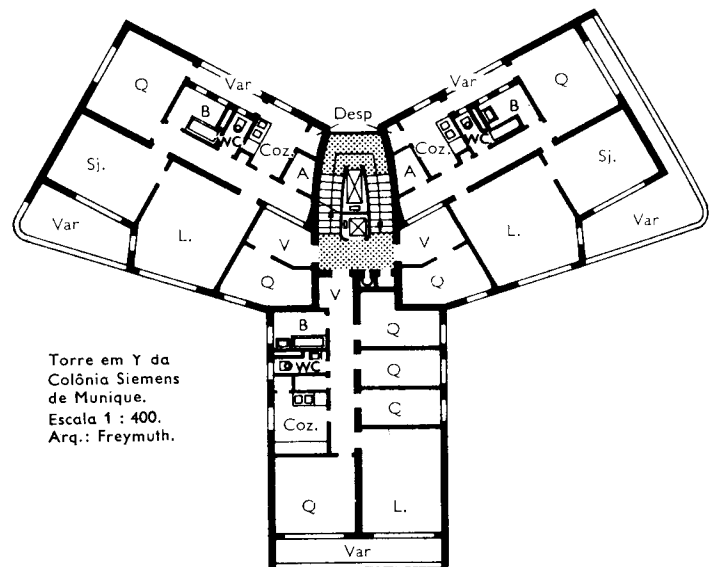 Var
Var
Q
Desp
Q
B
B
WC
Coz.
Coz.
WC
Sj.
A
A
Sj.
Var
L.
V
V
L.
Var
Q
V
Q
B
Q
WC
Q
Coz.
Q
Q
L.
Var
Torre em Y da
Colônia Siemens
de Munique.
Escala 1 : 400.
Arq.: Freymuth.